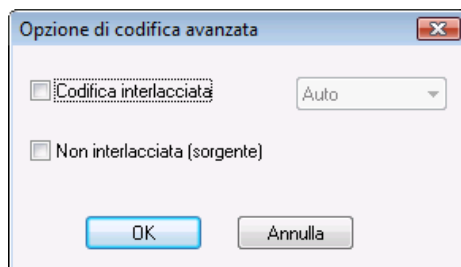 Opzione di codifica avanzata
Codifica interlacciata
Auto
Non interlacciata (sorgente)
OK
Annulla